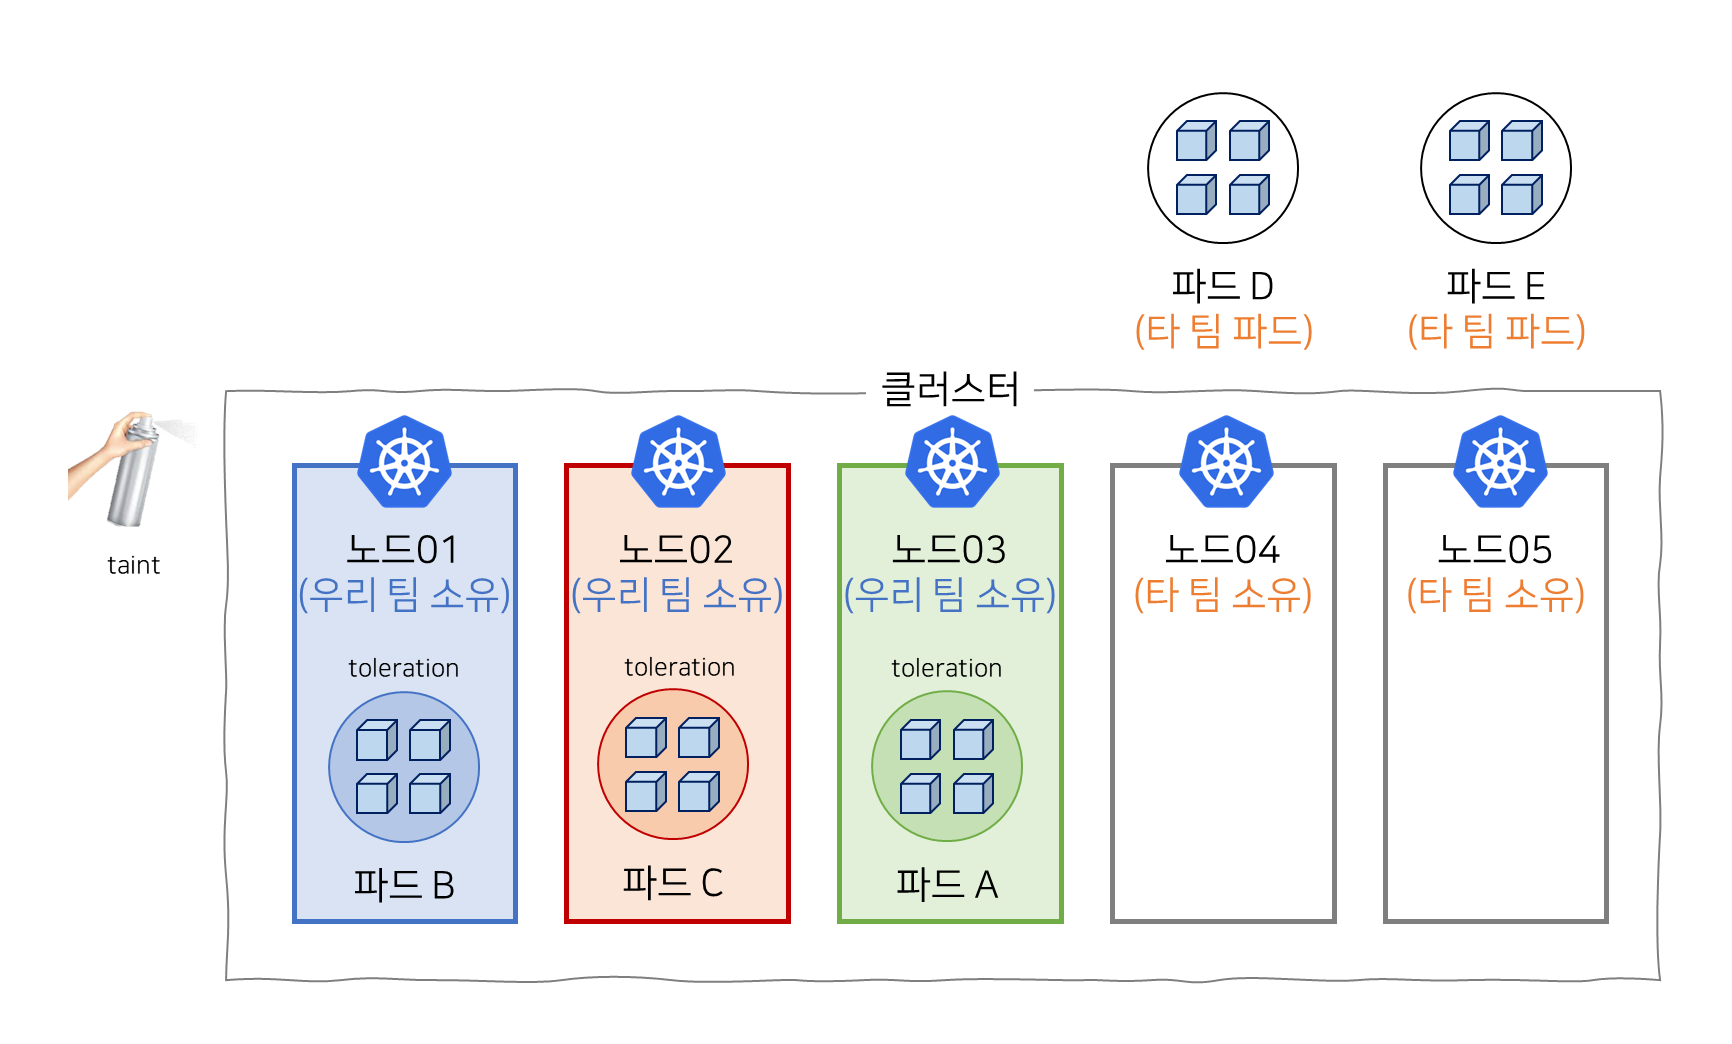 파드 D
(타 팀 파드)
파드 E
(타 팀 파드)
클러스터
taint
노드01
(우리 팀 소유)
toleration
파드 B
노드02
(우리 팀 소유)
toleration
파드 C
노드03
(우리 팀 소유)
toleration
파드 A
노드04
(타 팀 소유)
노드05
(타 팀 소유)